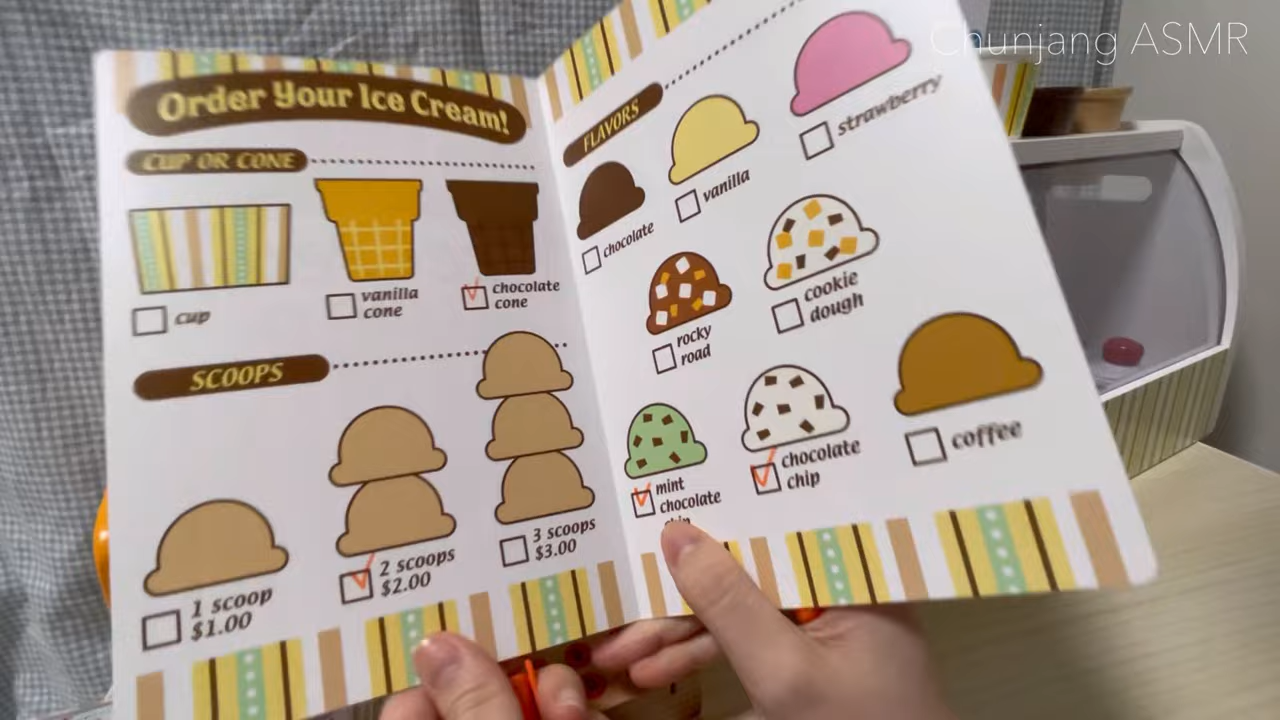 Chunjang ASMR
Order Your Ice Cream!
CUP OR CONE
cup
vanilla
cone
chocolate
cone
SCOOPS
1 scoop
$1.00
2 scoops
$2.00
3 scoops
$3.00
FLAVORS
chocolate
vanilla
strawberry
rocky
road
cookie
dough
mint
chocolate
chip
chocolate
chip
coffee